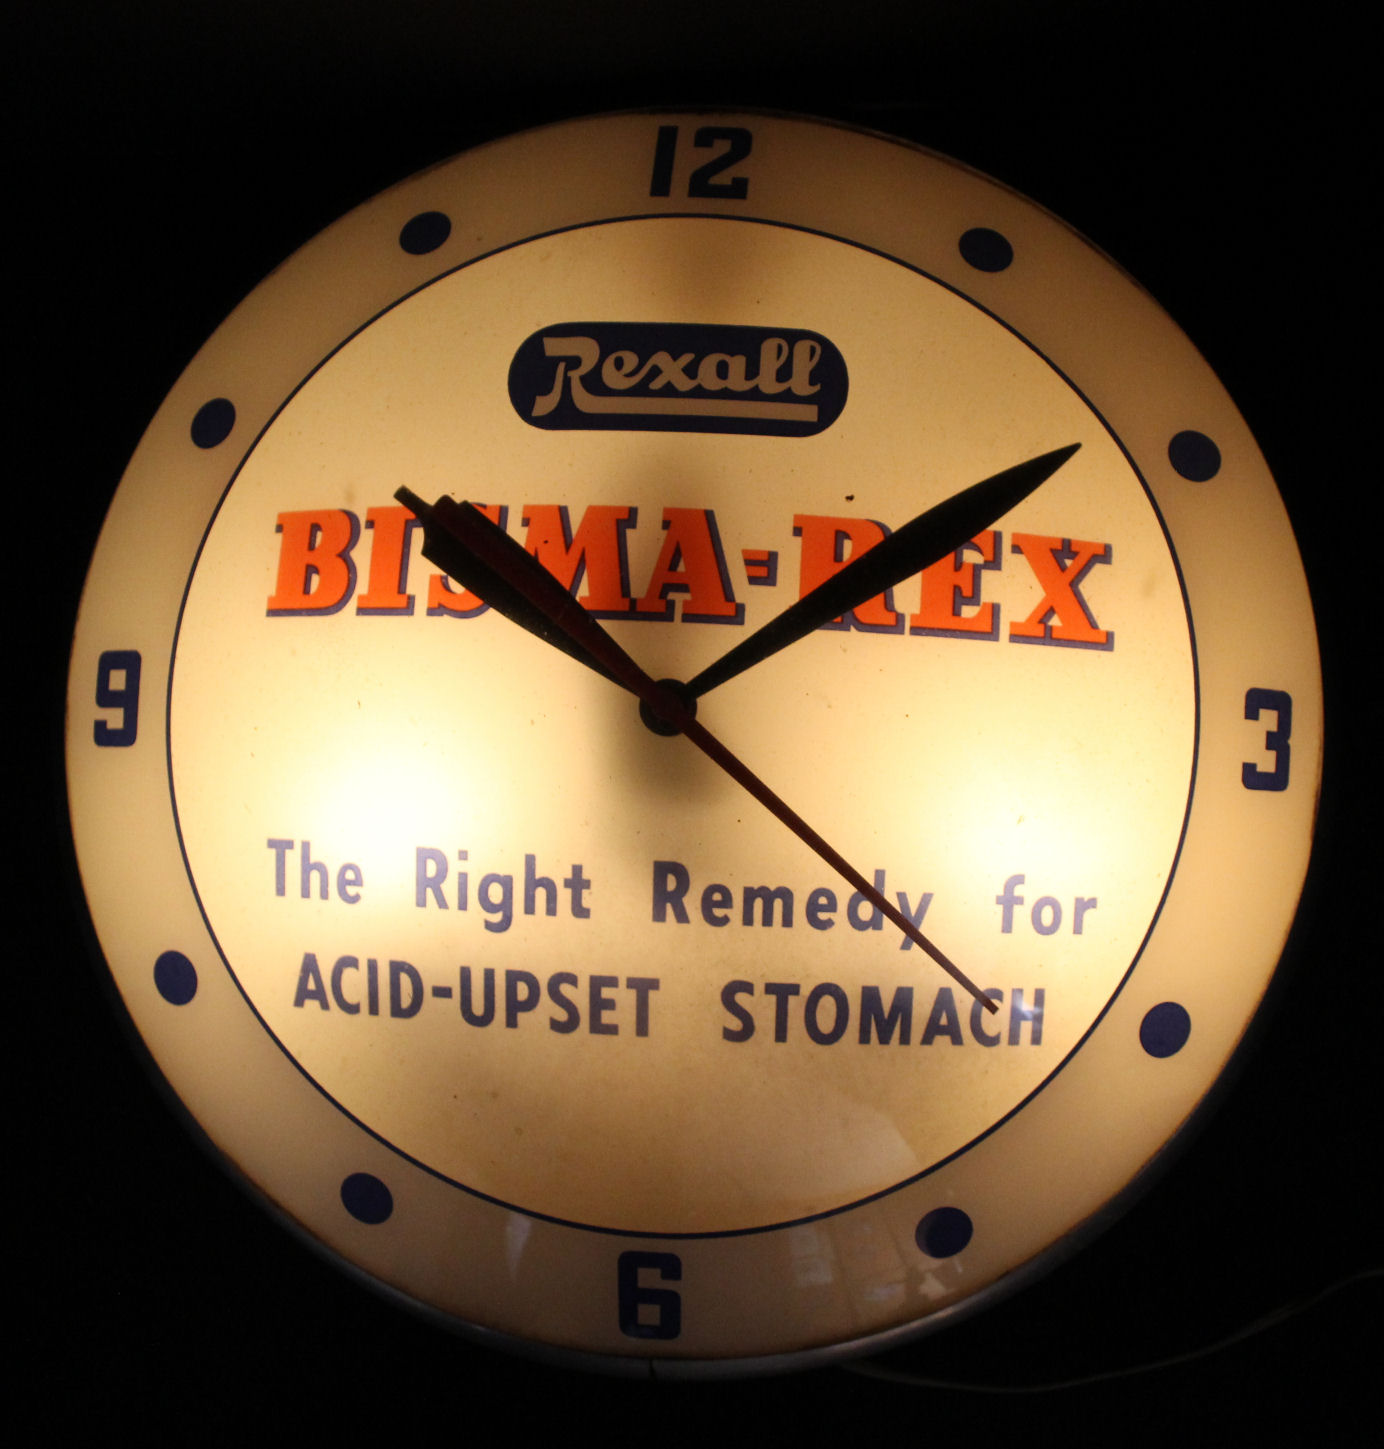 12
Rexall
BISMA=REX
9
3
The Right Remedy for
ACID-UPSET STOMACH
6